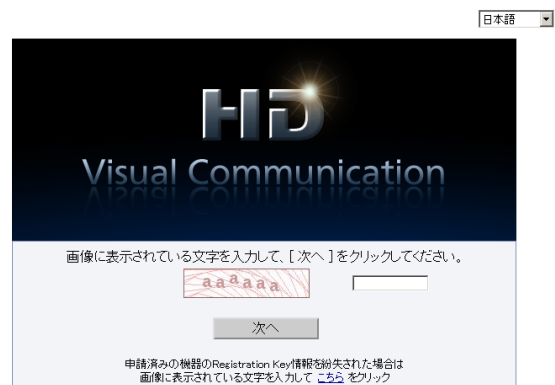 日本語
HD
Visual Communication
画像に表示されている文字を入力して、[ 次へ ]をクリックしてください。
aaaaaa
次へ
申請済みの機器のRegistration Key情報を紛失された場合は
画像に表示されている文字を入力して こちら をクリック